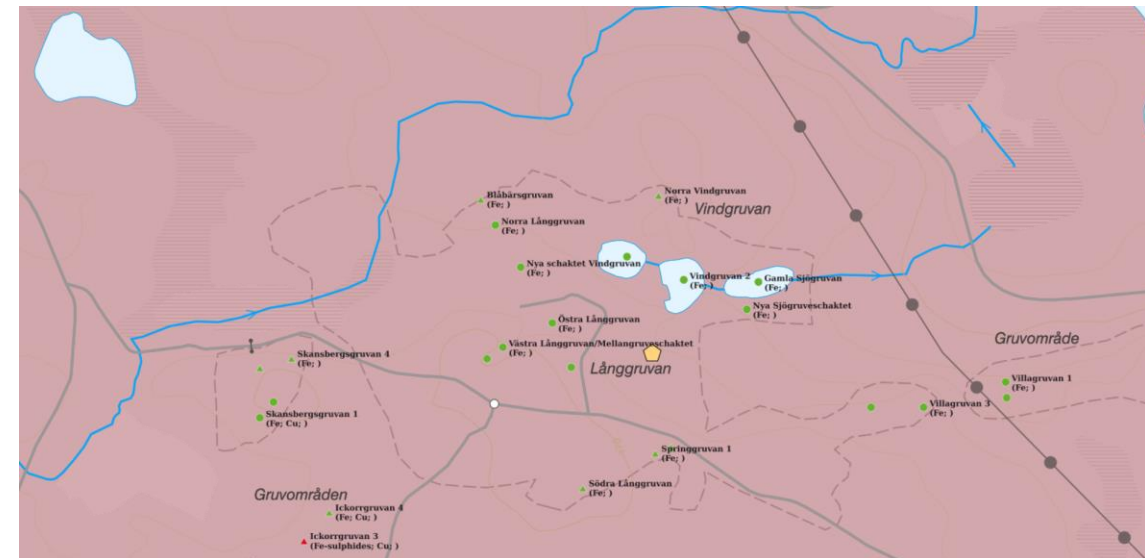 Blåbärsgruvan
(Fe; )
Norra Vindgruvan
(Fe; )
Vindgruvan
Norra Långgruvan
(Fe; )
Nya schaktet Vindgruvan
(Fe; )
Vindgruvan 2
(Fe; )
Gamla Sjögruvan
(Fe; )
Nya Sjögruveschaktet
(Fe; )
Östra Långgruvan
(Fe; )
Gruvområde
Västra Långgruvan/Mellangruveschaktet
(Fe; )
Skansbergsgruvan 4
(Fe; )
Långgruvan
Villagruvan 1
(Fe; )
Villagruvan 3
(Fe; )
Skansbergsgruvan 1
(Fe; Cu; )
Springgruvan 1
(Fe; )
Södra Långgruvan
(Fe; )
Gruvområden
Ickorrgruvan 4
(Fe; Cu; )
Ickorrgruvan 3
(Fe-sulphides; Cu; )